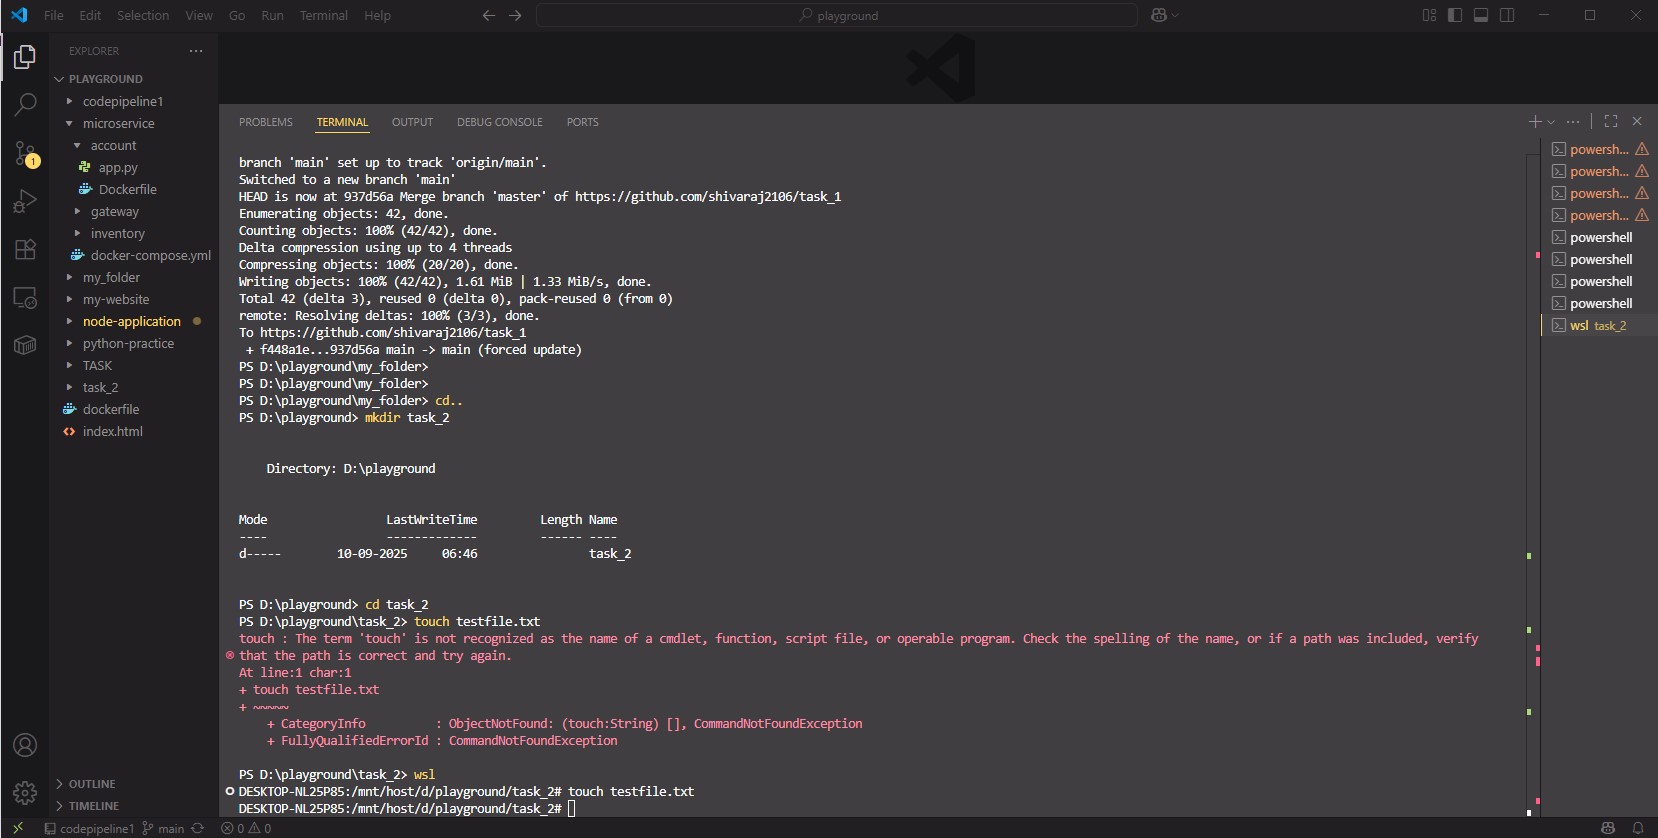 File Edit Selection View Go Run Terminal Help
playground
EXPLORER
PLAYGROUND
codepipeline1
microservice
account
app.py
Dockerfile
gateway
inventory
docker-compose.yml
my_folder
my-website
node-application
python-practice
TASK
task_2
dockerfile
index.html
OUTLINE
TIMELINE
1
PROBLEMS TERMINAL OUTPUT DEBUG CONSOLE PORTS
branch 'main' set up to track 'origin/main'.
Switched to a new branch 'main'
HEAD is now at 937d56a Merge branch 'master' of https://github.com/shivaraj2106/task_1
Enumerating objects: 42, done.
Counting objects: 100% (42/42), done.
Delta compression using up to 4 threads
Compressing objects: 100% (20/20), done.
Writing objects: 100% (42/42), 1.61 MiB | 1.33 MiB/s, done.
Total 42 (delta 3), reused 0 (delta 0), pack-reused 0 (from 0)
remote: Resolving deltas: 100% (3/3), done.
To https://github.com/shivaraj2106/task_1
 + f448a1e...937d56a main -> main (forced update)
PS D:\playground\my_folder>
PS D:\playground\my_folder>
PS D:\playground\my_folder> cd..
PS D:\playground> mkdir task_2
Directory: D:\playground
Mode LastWriteTime Length Name
---- ------------- ------ ----
d----- 10-09-2025 06:46 task_2
PS D:\playground> cd task_2
PS D:\playground\task_2> touch testfile.txt
touch : The term 'touch' is not recognized as the name of a cmdlet, function, script file, or operable program. Check the spelling of the name, or if a path was included, verify
that the path is correct and try again.
At line:1 char:1
+ touch testfile.txt
+ ~~~~~
+ CategoryInfo : ObjectNotFound: (touch:String) [], CommandNotFoundException
+ FullyQualifiedErrorId : CommandNotFoundException
PS D:\playground\task_2> wsl
DESKTOP-NL25P85:/mnt/host/d/playground/task_2# touch testfile.txt
DESKTOP-NL25P85:/mnt/host/d/playground/task_2#
powersh...
powersh...
powersh...
powersh...
powershell
powershell
powershell
powershell
wsl task_2
codepipeline1 main 0 0